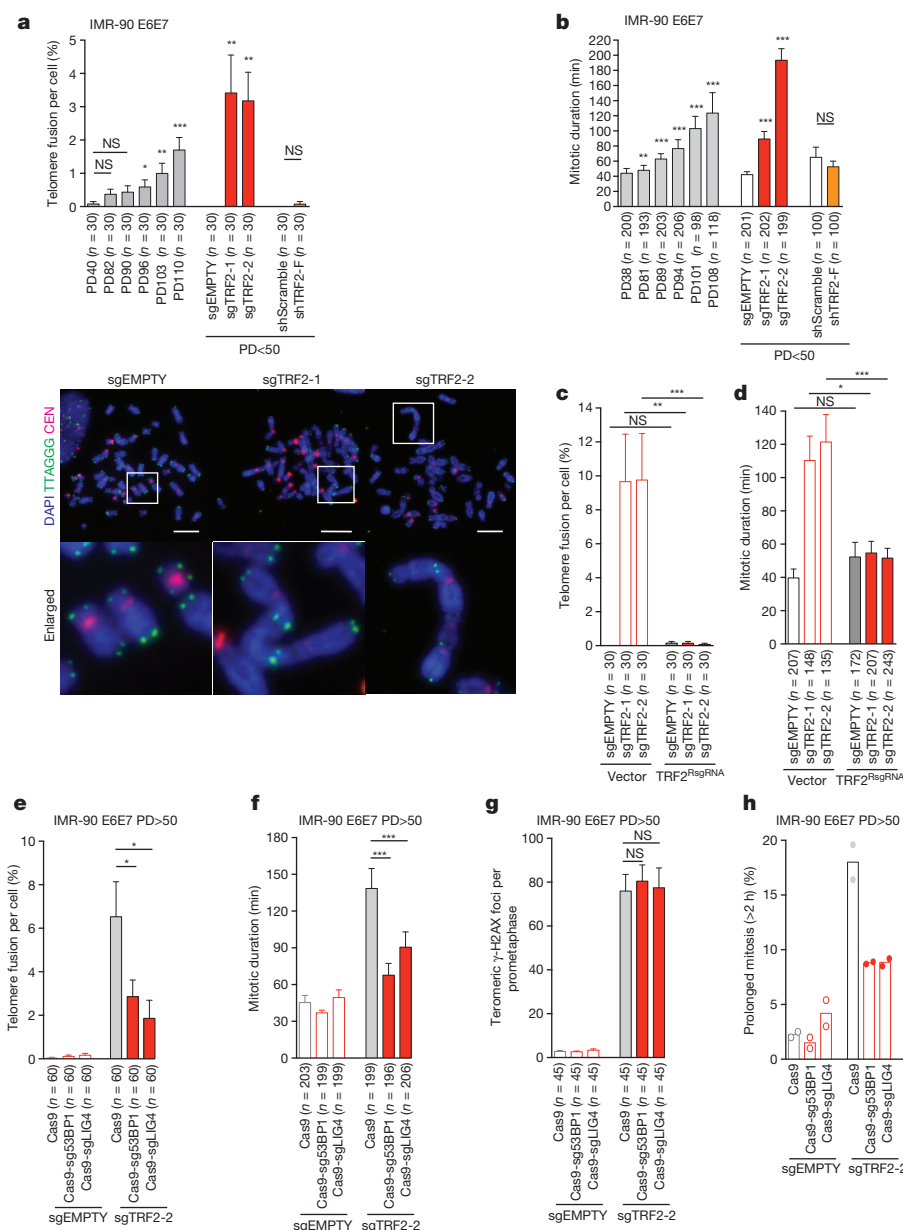 a
IMR-90 E6E7
Telomere fusion per cell (%)
6
5
4
3
2
1
0
NS
NS
*
**
***
**
**
NS
PD40 (n = 30)
PD82 (n = 30)
PD90 (n = 30)
PD96 (n = 30)
PD103 (n = 30)
PD110 (n = 30)
sgEMPTY (n = 30)
sgTRF2-1 (n = 30)
sgTRF2-2 (n = 30)
shScramble (n = 30)
shTRF2-F (n = 30)
PD<50
b
IMR-90 E6E7
Mitotic duration (min)
220
200
180
160
140
120
100
80
60
40
20
0
**
***
***
***
***
***
***
NS
PD38 (n = 200)
PD81 (n = 193)
PD89 (n = 203)
PD94 (n = 206)
PD101 (n = 98)
PD108 (n = 118)
sgEMPTY (n = 201)
sgTRF2-1 (n = 202)
sgTRF2-2 (n = 199)
shScramble (n = 100)
shTRF2-F (n = 100)
PD<50
sgEMPTY
sgTRF2-1
sgTRF2-2
DAPI TTAGGG CEN
Enlarged
c
Telomere fusion per cell (%)
14
12
10
8
6
4
2
0
***
**
NS
sgEMPTY (n = 30)
sgTRF2-1 (n = 30)
sgTRF2-2 (n = 30)
sgEMPTY (n = 30)
sgTRF2-1 (n = 30)
sgTRF2-2 (n = 30)
Vector
TRF2RsgRNA
d
Mitotic duration (min)
140
120
100
80
60
40
20
0
***
*
NS
sgEMPTY (n = 207)
sgTRF2-1 (n = 148)
sgTRF2-2 (n = 135)
sgEMPTY (n = 172)
sgTRF2-1 (n = 207)
sgTRF2-2 (n = 243)
Vector
TRF2RsgRNA
e
IMR-90 E6E7 PD>50
Telomere fusion per cell (%)
10
8
6
4
2
0
*
*
Cas9 (n = 60)
Cas9-sg53BP1 (n = 60)
Cas9-sgLIG4 (n = 60)
Cas9 (n = 60)
Cas9-sg53BP1 (n = 60)
Cas9-sgLIG4 (n = 60)
sgEMPTY
sgTRF2-2
f
IMR-90 E6E7 PD>50
Mitotic duration (min)
180
150
120
90
60
30
0
***
***
Cas9 (n = 203)
Cas9-sg53BP1 (n = 199)
Cas9-sgLIG4 (n = 199)
Cas9 (n = 199)
Cas9-sg53BP1 (n = 196)
Cas9-sgLIG4 (n = 206)
sgEMPTY
sgTRF2-2
g
IMR-90 E6E7 PD>50
Teromeric γ-H2AX foci per
prometaphase
100
80
60
40
20
0
NS
NS
Cas9 (n = 45)
Cas9-sg53BP1 (n = 45)
Cas9-sgLIG4 (n = 45)
Cas9 (n = 45)
Cas9-sg53BP1 (n = 45)
Cas9-sgLIG4 (n = 45)
sgEMPTY
sgTRF2-2
h
IMR-90 E6E7 PD>50
Prolonged mitosis (>2 h) (%)
20
15
10
5
0
Cas9
Cas9-sg53BP1
Cas9-sgLIG4
Cas9
Cas9-sg53BP1
Cas9-sgLIG4
sgEMPTY
sgTRF2-2